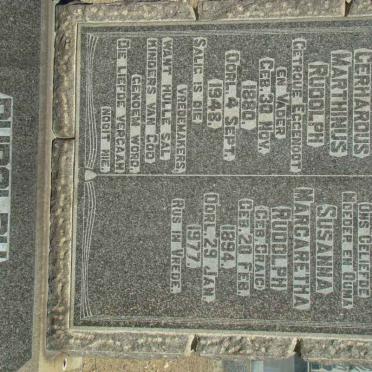 GERHARDUS
MARTHINUS
RUDOLPH
GETROUE EGGENOOT
EN VADER
GEB. 30 NOV.
1880
OORL. 4 SEPT.
1948
SALIG IS DIE
VREDEMAKERS,
WANT HULLE SAL
KINDERS VAN GOD
GENOEM WORD.
DIE LIEFDE VERGAAN
NOOIT NIE.
ONS GELIEFDE
MOEDER EN OUMA
SUSANNA
MARGARETHA
RUDOLPH
(GEB. CRAIG)
GEB. 28 FEB.
1894
OORL. 29 JAN.
1977.
RUS IN VREDE.
RUDOLPH